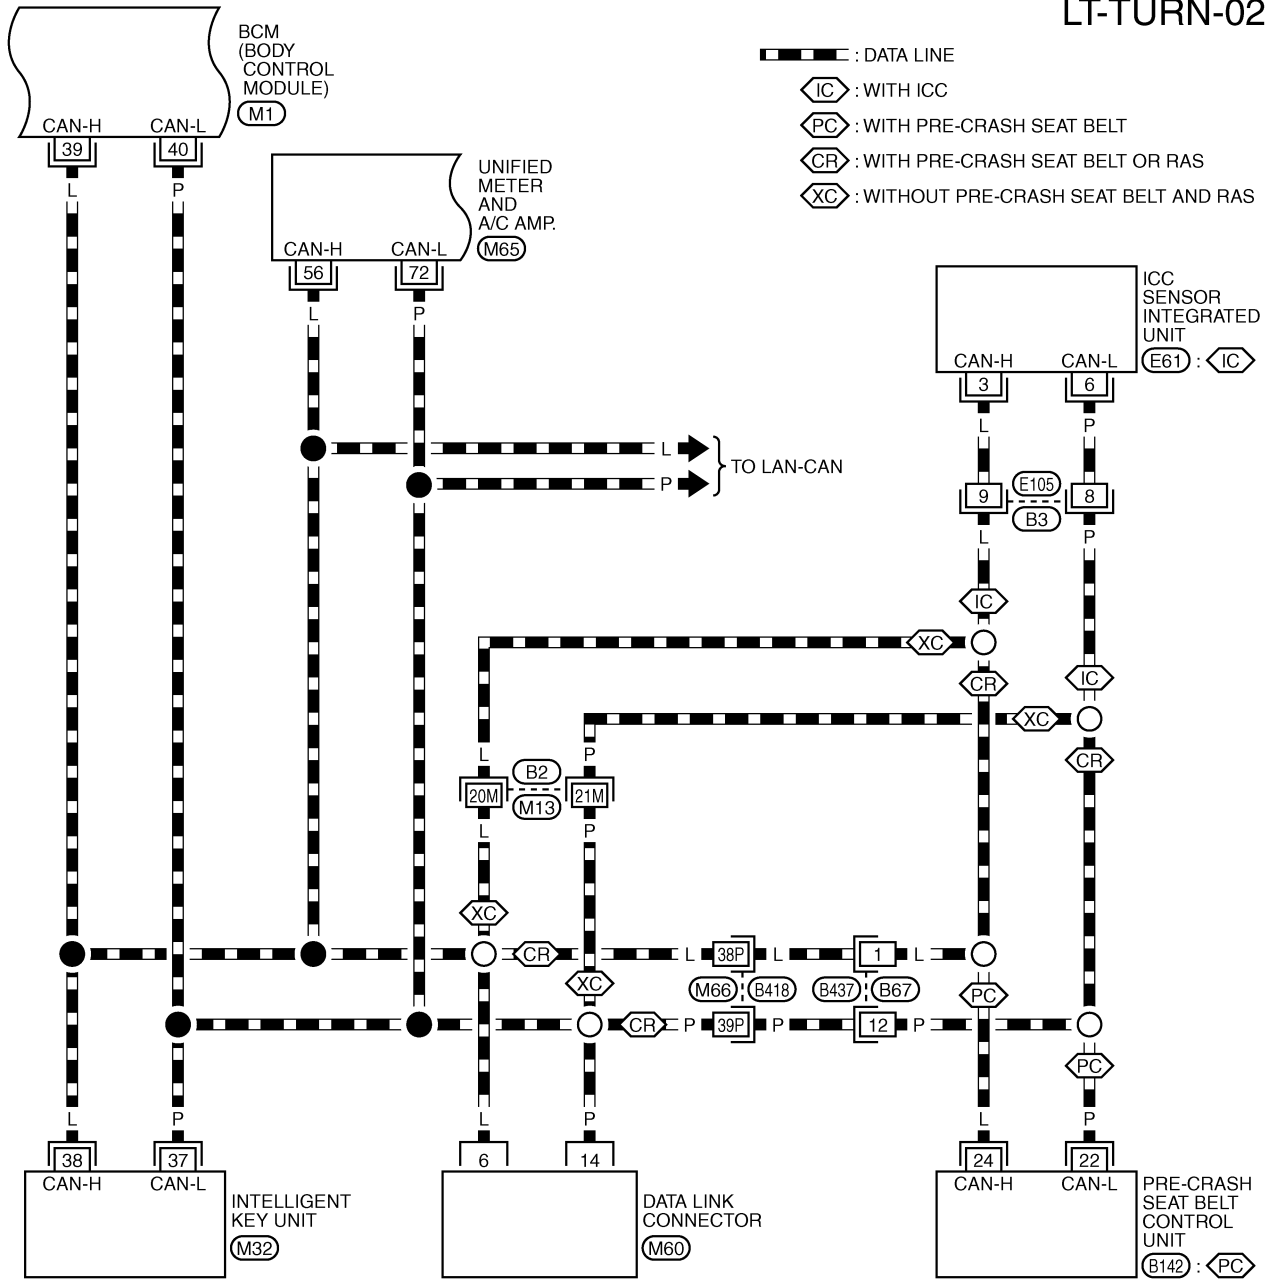 LT-TURN-02
BCM
(BODY
CONTROL
MODULE)
M1
CAN-H CAN-L
39 40
L P
: DATA LINE
IC : WITH ICC
PC : WITH PRE-CRASH SEAT BELT
CR : WITH PRE-CRASH SEAT BELT OR RAS
XC : WITHOUT PRE-CRASH SEAT BELT AND RAS
UNIFIED
METER
AND
A/C AMP.
M65
CAN-H CAN-L
56 72
L P
ICC
SENSOR
INTEGRATED
UNIT
E61 : IC
CAN-H CAN-L
3 6
L P
L
P
TO LAN-CAN
9 E105 8
B3
L P
IC
XC
CR IC
XC
CR
L P
B2
20M 21M
M13
L P
XC
CR L 38P L 1 L
XC M66 B418 B437 B67 PC
CR P 39P P 12 P
PC
L P L P L P
38 37 6 14 24 22
CAN-H CAN-L
INTELLIGENT
KEY UNIT
M32
DATA LINK
CONNECTOR
M60
CAN-H CAN-L
PRE-CRASH
SEAT BELT
CONTROL
UNIT
B142 : PC